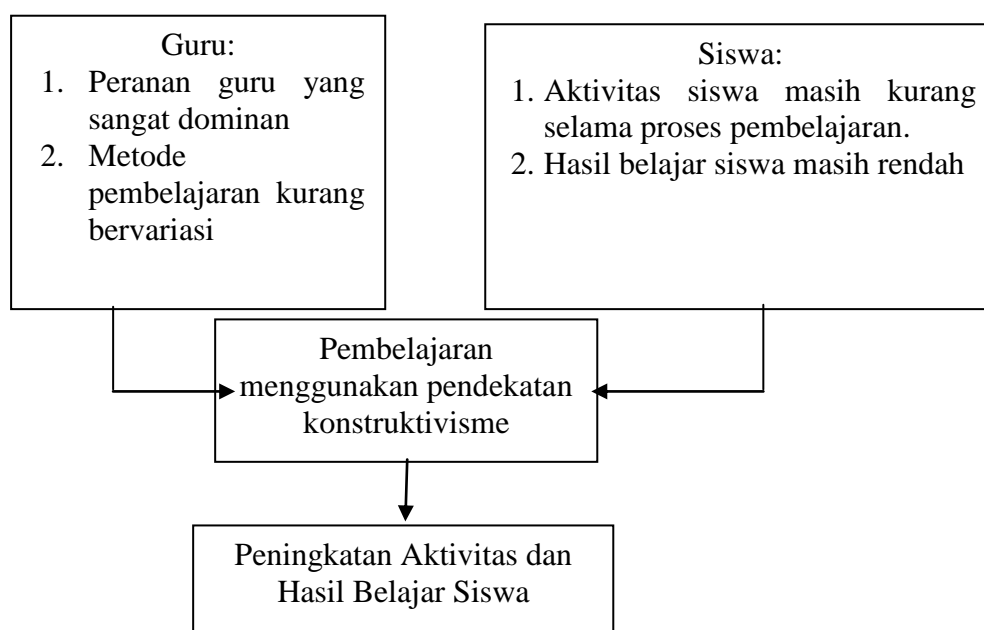 Guru:
1. Peranan guru yang
sangat dominan
2. Metode
pembelajaran kurang
bervariasi
Siswa:
1. Aktivitas siswa masih kurang
selama proses pembelajaran.
2. Hasil belajar siswa masih rendah
Pembelajaran
menggunakan pendekatan
konstruktivisme
Peningkatan Aktivitas dan
Hasil Belajar Siswa